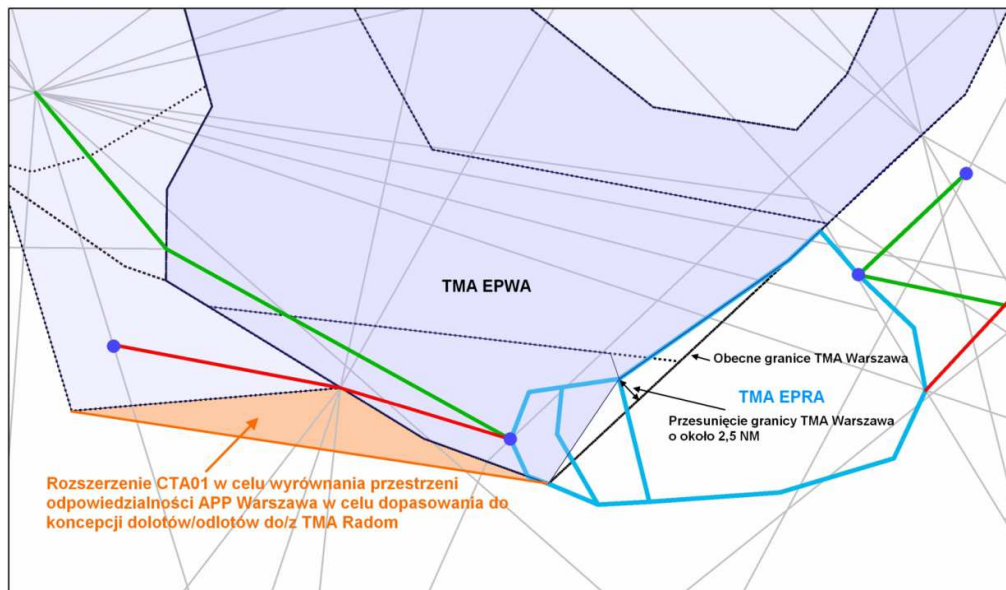 TMA EPWA
Obecne granice TMA Warszawa
TMA EPRA
Przesunięcie granicy TMA Warszawa
o około 2,5 NM
Rozszerzenie CTA01 w celu wyrównania przestrzeni
odpowiedzialności APP Warszawa w celu dopasowania do
koncepcji dolotów/odlotów do/z TMA Radom